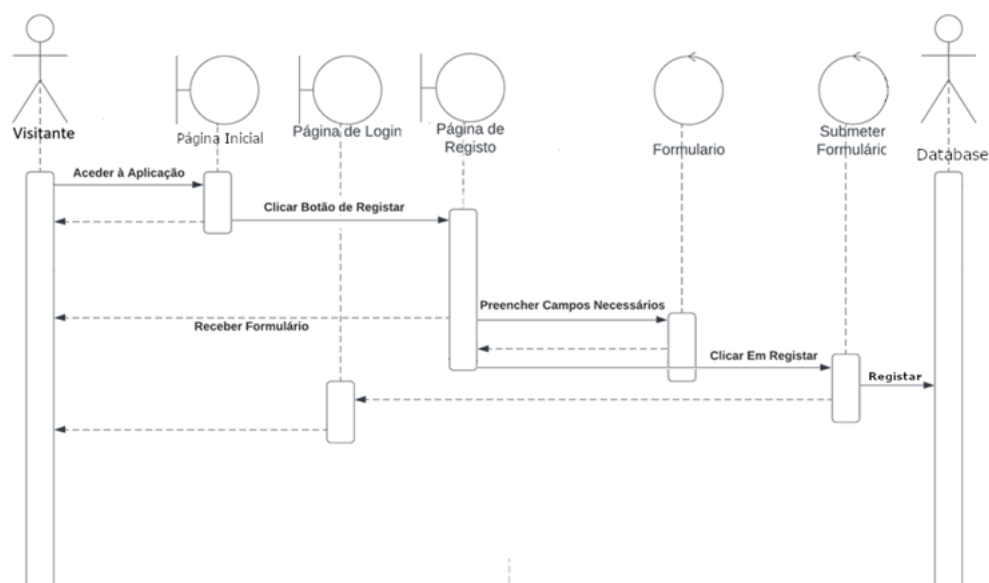 Visitante
Página Inicial
Página de Login
Página de
Registo
Formulario
Submeter
Formulário
Database
Aceder à Aplicação
Clicar Botão de Registar
Preencher Campos Necessários
Receber Formulário
Clicar Em Registar
Registar